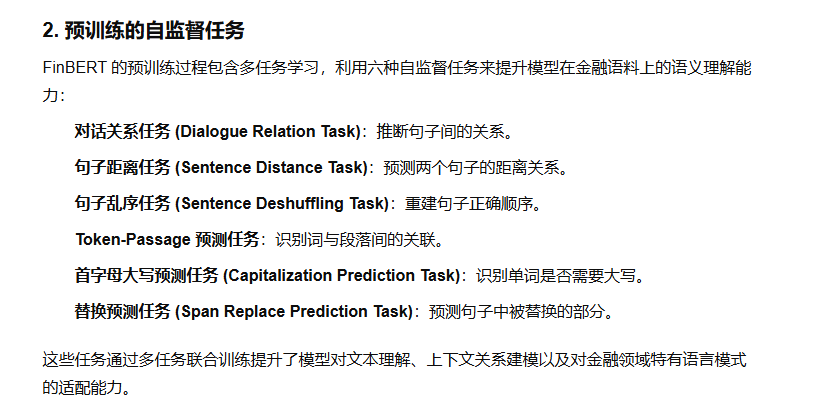 2. 预训练的自监督任务
FinBERT 的预训练过程包含多任务学习，利用六种自监督任务来提升模型在金融语料上的语义理解能
力：
对话关系任务 (Dialogue Relation Task)：推断句子间的关系。
句子距离任务 (Sentence Distance Task)：预测两个句子的距离关系。
句子乱序任务 (Sentence Deshuffling Task)：重建句子正确顺序。
Token-Passage 预测任务：识别词与段落间的关联。
首字母大写预测任务 (Capitalization Prediction Task)：识别单词是否需要大写。
替换预测任务 (Span Replace Prediction Task)：预测句子中被替换的部分。
这些任务通过多任务联合训练提升了模型对文本理解、上下文关系建模以及对金融领域特有语言模式
的适配能力。